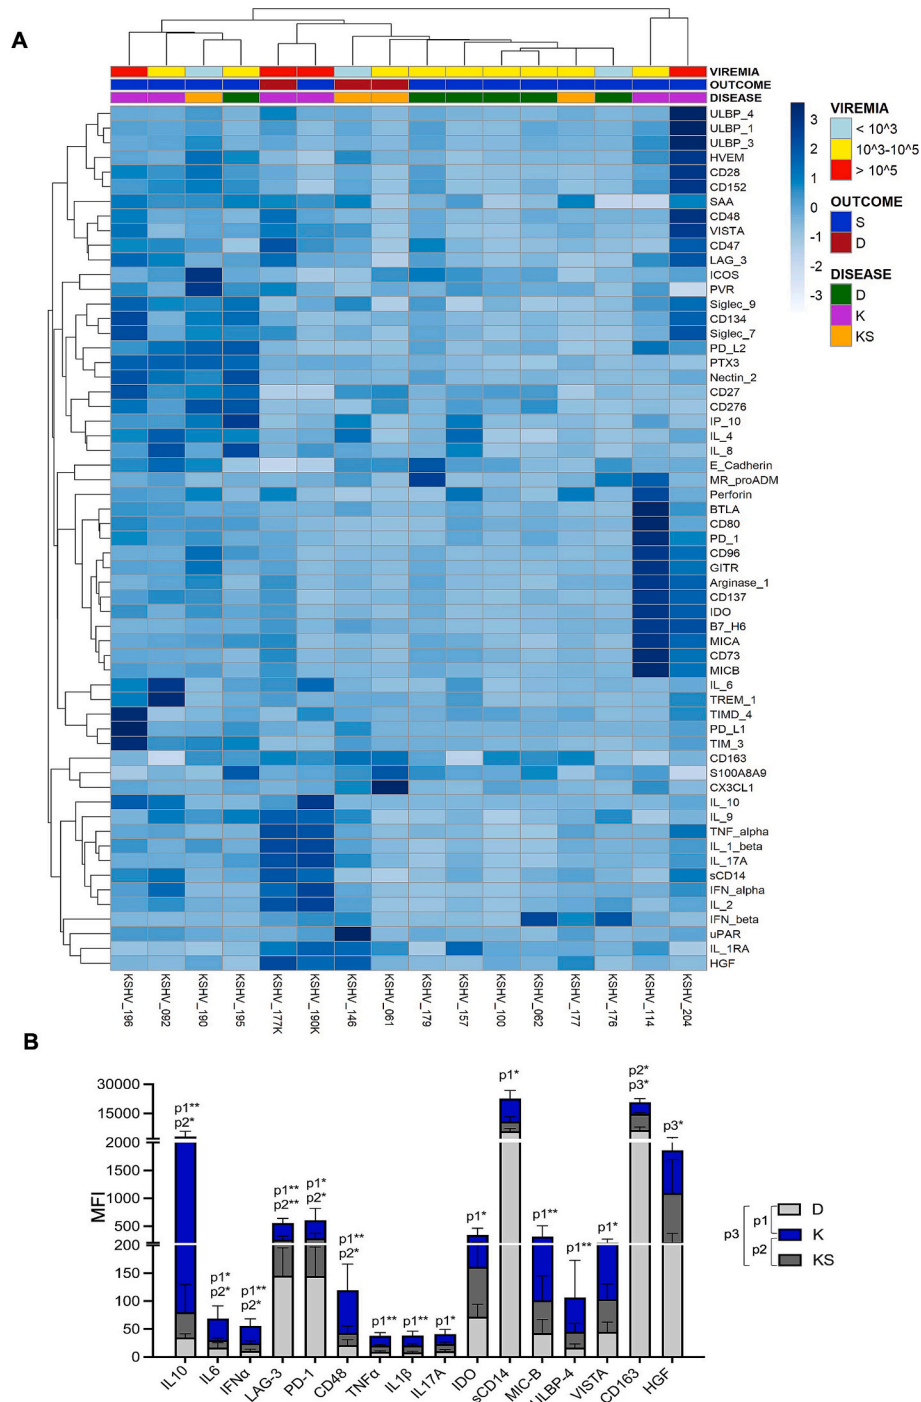 A
VIREMIA
OUTCOME
DISEASE
ULBP_4
ULBP_1
ULBP_3
HVEM
CD28
CD152
SAA
CD48
VISTA
CD47
LAG_3
ICOS
PVR
Siglec_9
CD134
Siglec_7
PD_L2
PTX3
Nectin_2
CD27
CD276
IP_10
IL_4
IL_8
E_Cadherin
MR_proADM
Perforin
BTLA
CD80
PD_1
CD96
GITR
Arginase_1
CD137
IDO
B7_H6
MICA
CD73
MICB
IL_6
TREM_1
TIMD_4
PD_L1
TIM_3
CD163
S100A8A9
CX3CL1
IL_10
IL_9
TNF_alpha
IL_1_beta
IL_17A
sCD14
IFN_alpha
IL_2
IFN_beta
uPAR
IL_1RA
HGF
3
2
1
0
-1
-2
-3
VIREMIA
< 10^3
10^3-10^5
> 10^5
OUTCOME
S
D
DISEASE
D
K
KS
KSHV_196
KSHV_092
KSHV_190
KSHV_195
KSHV_177K
KSHV_190K
KSHV_146
KSHV_061
KSHV_179
KSHV_157
KSHV_100
KSHV_062
KSHV_177
KSHV_176
KSHV_114
KSHV_204
B
MFI
30000
15000
2000
1500
1000
500
200
150
100
50
0
p1**
p2*
p1*
p2*
p1**
p2*
p1**
p2**
p1*
p2*
p1**
p2*
p1**
p1**
p1*
p1*
p1*
p1**
p1**
p1*
p2*
p3*
p3*
IL10
IL6
IFNα
LAG-3
PD-1
CD48
TNFα
IL1β
IL17A
IDO
sCD14
MIC-B
ULBP-4
VISTA
CD163
HGF
p3
p1
p2
D
K
KS